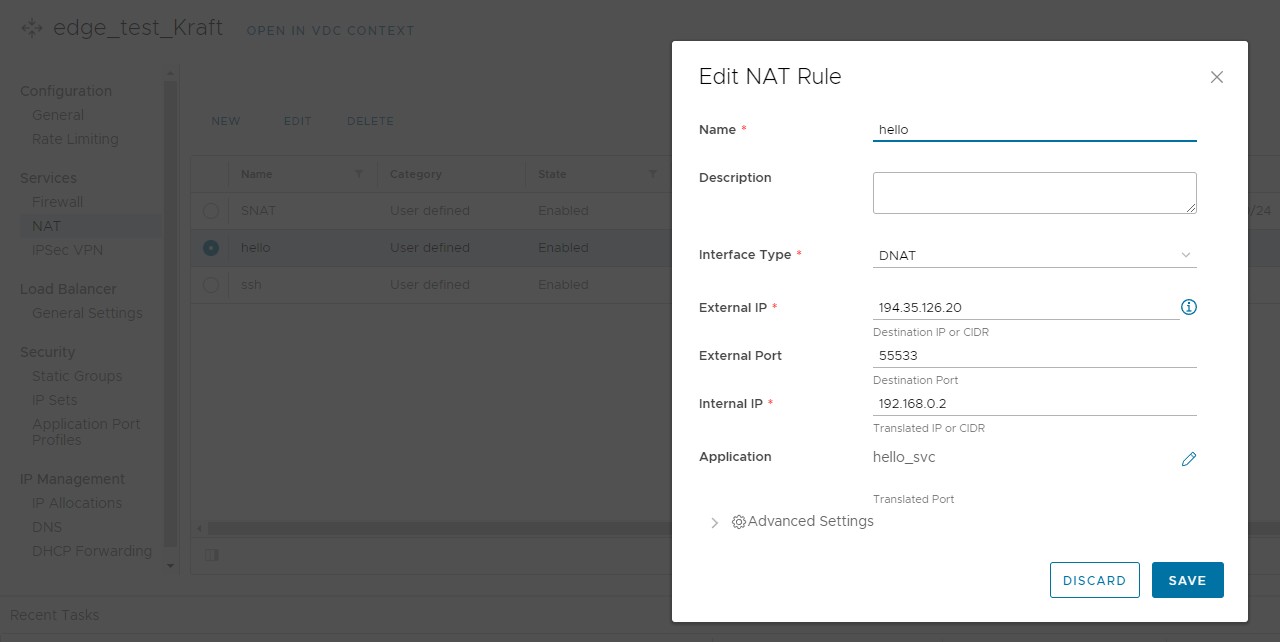 edge_test_Kraft OPEN IN VDC CONTEXT
Configuration
General
Rate Limiting
Services
Firewall
NAT
IPSec VPN
Load Balancer
General Settings
Security
Static Groups
IP Sets
Application Port
Profiles
IP Management
IP Allocations
DNS
DHCP Forwarding
NEW EDIT DELETE
Name Category State
SNAT User defined Enabled /24
hello User defined Enabled
ssh User defined Enabled
Recent Tasks
Edit NAT Rule
Name * hello
Description
Interface Type * DNAT
External IP * 194.35.126.20
Destination IP or CIDR
External Port 55533
Destination Port
Internal IP * 192.168.0.2
Translated IP or CIDR
Application hello_svc
Translated Port
Advanced Settings
DISCARD SAVE